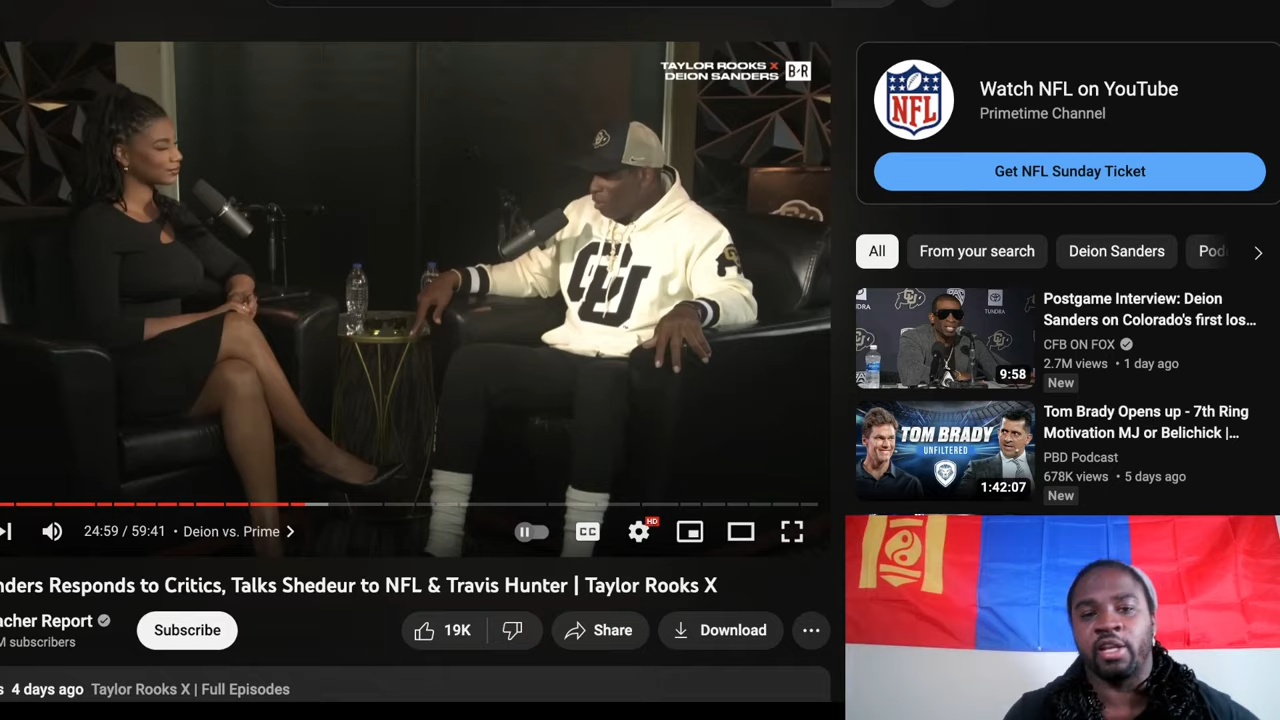 TAYLOR ROOKS X
DEION SANDERS
B/R
CU
24:59 / 59:41 • Deion vs. Prime
CC
HD
nders Responds to Critics, Talks Shedeur to NFL & Travis Hunter | Taylor Rooks X
acher Report
M subscribers
Subscribe
19K
Share
Download
s 4 days ago Taylor Rooks X | Full Episodes
NFL
Watch NFL on YouTube
Primetime Channel
Get NFL Sunday Ticket
All
From your search
Deion Sanders
Pod
TUNDRA
9:58
Postgame Interview: Deion
Sanders on Colorado's first los...
CFB ON FOX
2.7M views • 1 day ago
New
TOM BRADY
UNFILTERED
1:42:07
Tom Brady Opens up - 7th Ring
Motivation MJ or Belichick |...
PBD Podcast
678K views • 5 days ago
New